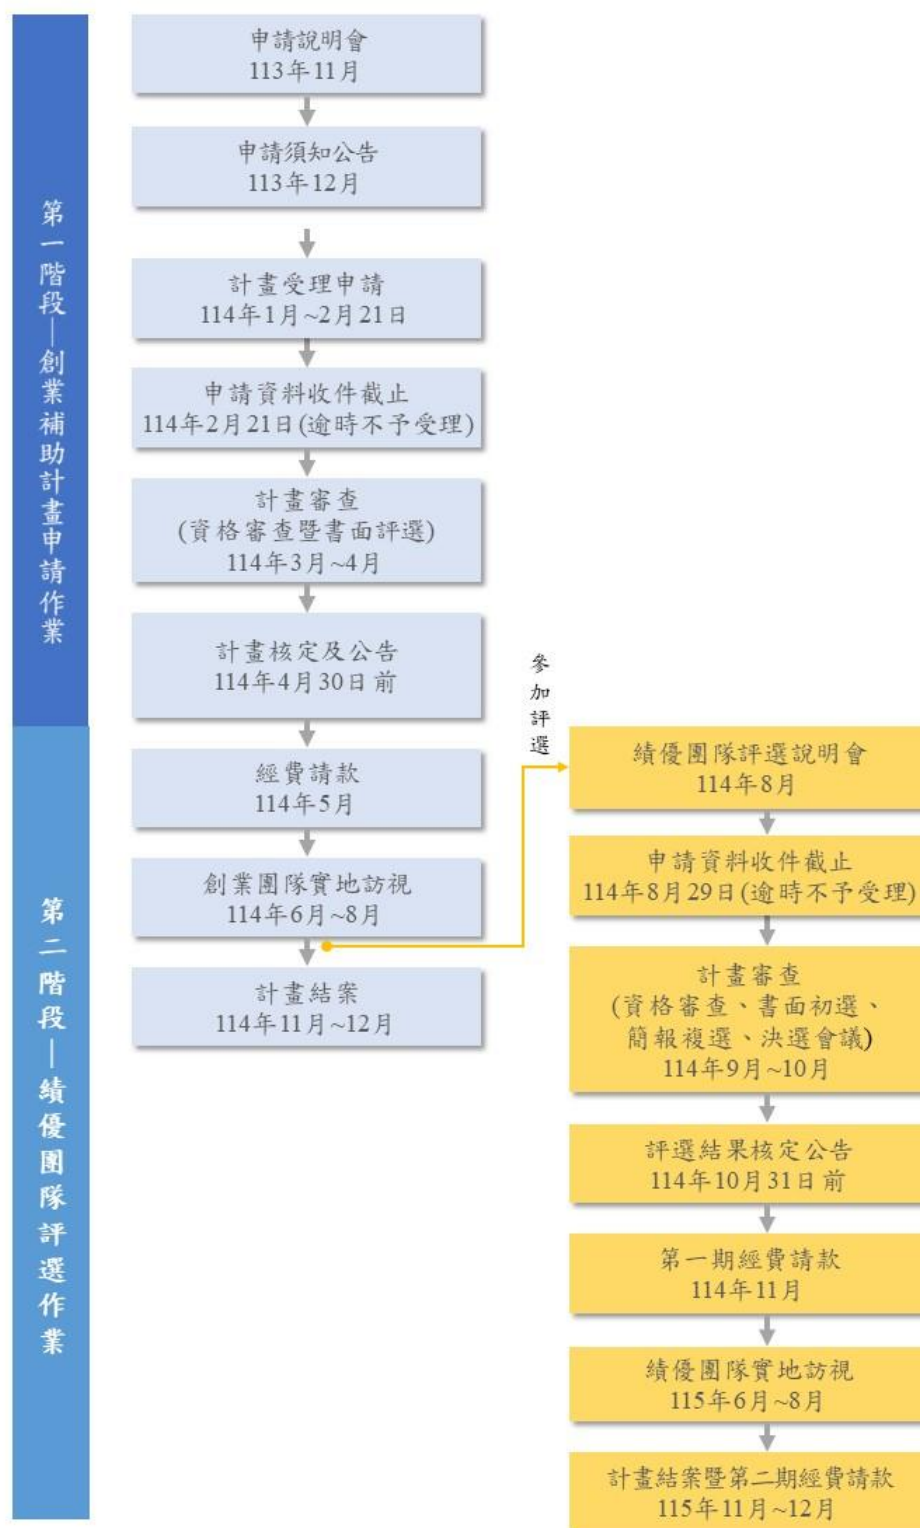 第一階段—創業補助計畫申請作業
申請說明會
113年11月
申請須知公告
113年12月
計畫受理申請
114年1月~2月21日
申請資料收件截止
114年2月21日(逾時不予受理)
計畫審查
(資格審查暨書面評選)
114年3月~4月
計畫核定及公告
114年4月30日前
第二階段—績優團隊評選作業
經費請款
114年5月
創業團隊實地訪視
114年6月~8月
計畫結案
114年11月~12月
參加評選
績優團隊評選說明會
114年8月
申請資料收件截止
114年8月29日(逾時不予受理)
計畫審查
(資格審查、書面初選、
簡報複選、決選會議)
114年9月~10月
評選結果核定公告
114年10月31日前
第一期經費請款
114年11月
績優團隊實地訪視
115年6月~8月
計畫結案暨第二期經費請款
115年11月~12月